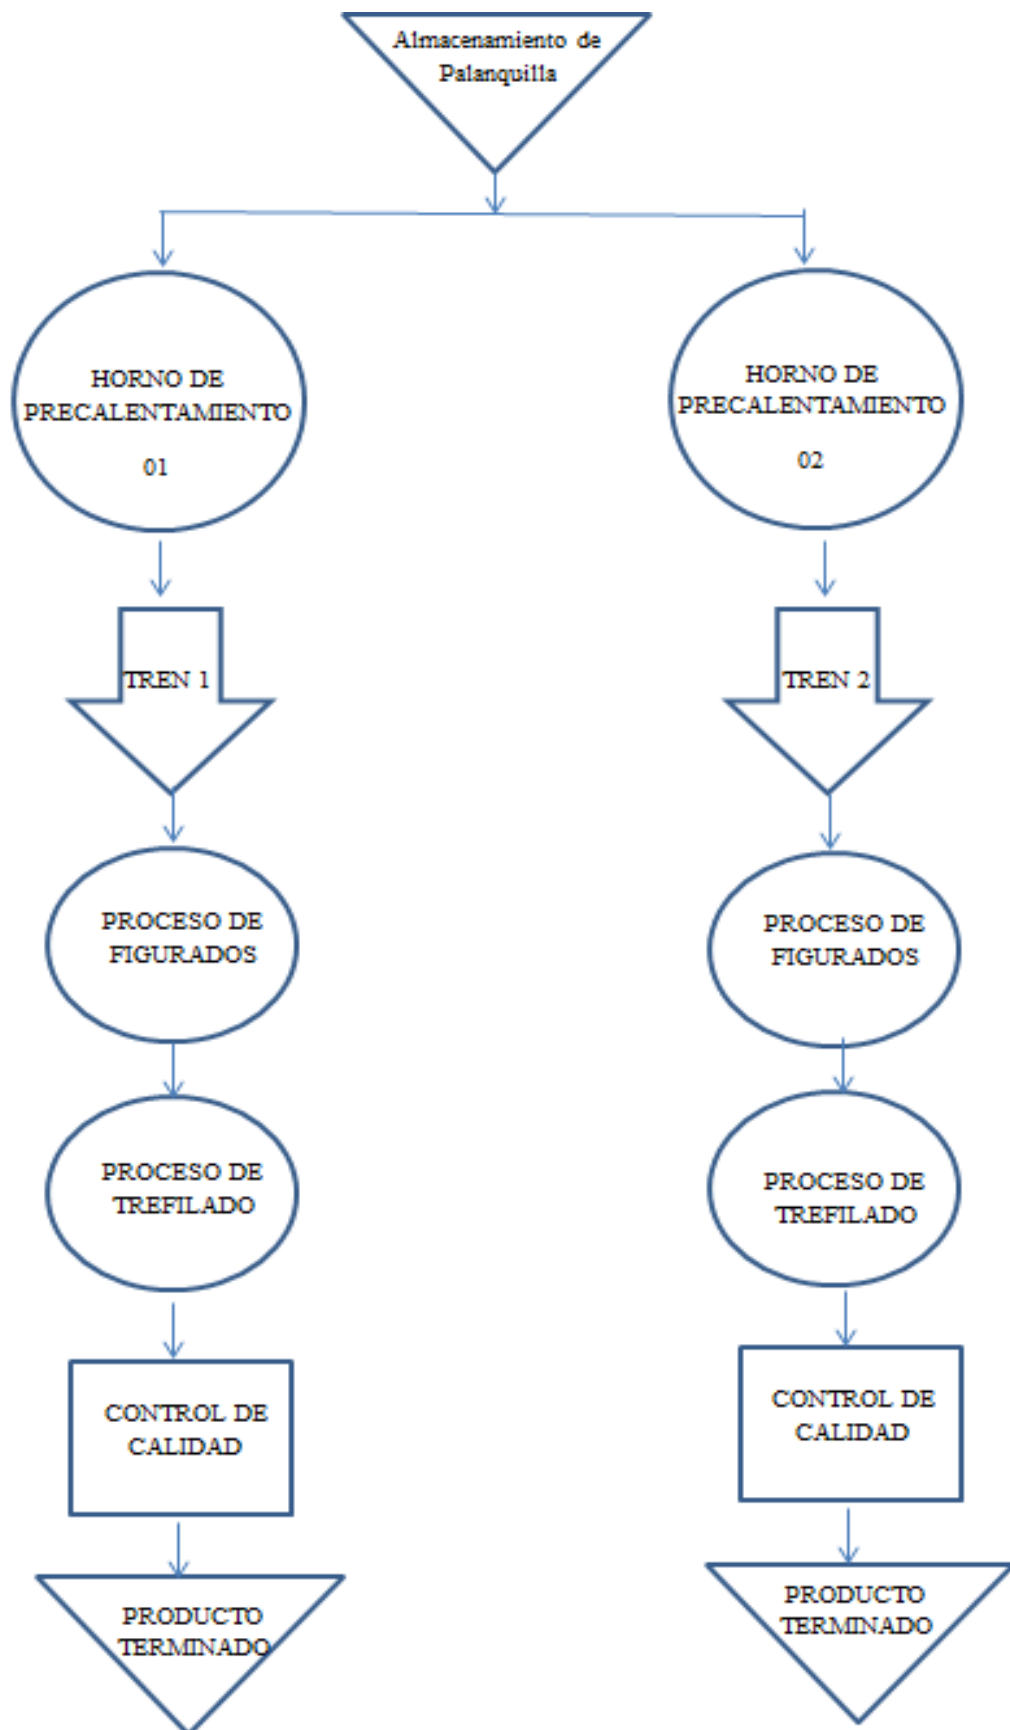 Almacenamiento de
Palanquilla
HORNO DE
PRECALENTAMIENTO
01
HORNO DE
PRECALENTAMIENTO
02
TREN 1
TREN 2
PROCESO DE
FIGURADOS
PROCESO DE
FIGURADOS
PROCESO DE
TREFILADO
PROCESO DE
TREFILADO
CONTROL DE
CALIDAD
CONTROL DE
CALIDAD
PRODUCTO
TERMINADO
PRODUCTO
TERMINADO